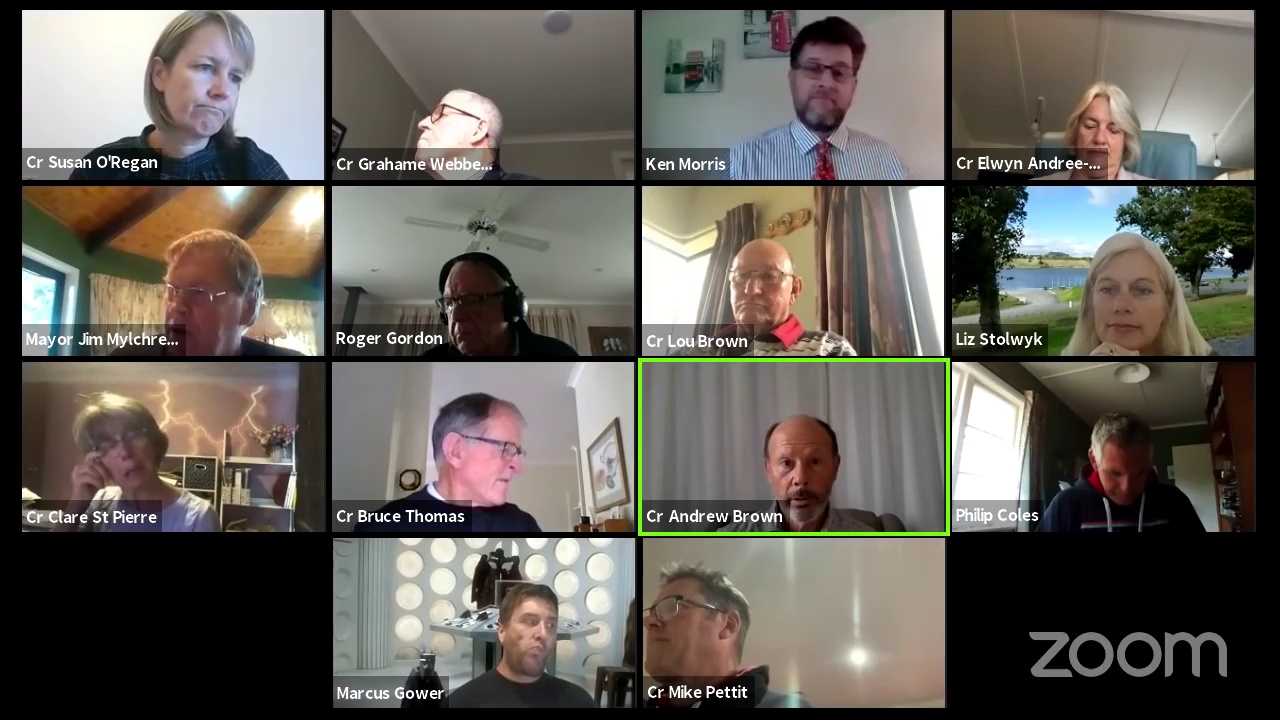 Cr Susan O'Regan
Cr Grahame Webbe...
Ken Morris
Cr Elwyn Andree-...
Mayor Jim Mylchre...
Roger Gordon
Cr Lou Brown
Liz Stolwyk
Cr Clare St Pierre
Cr Bruce Thomas
Cr Andrew Brown
Philip Coles
Marcus Gower
Cr Mike Pettit
zoom